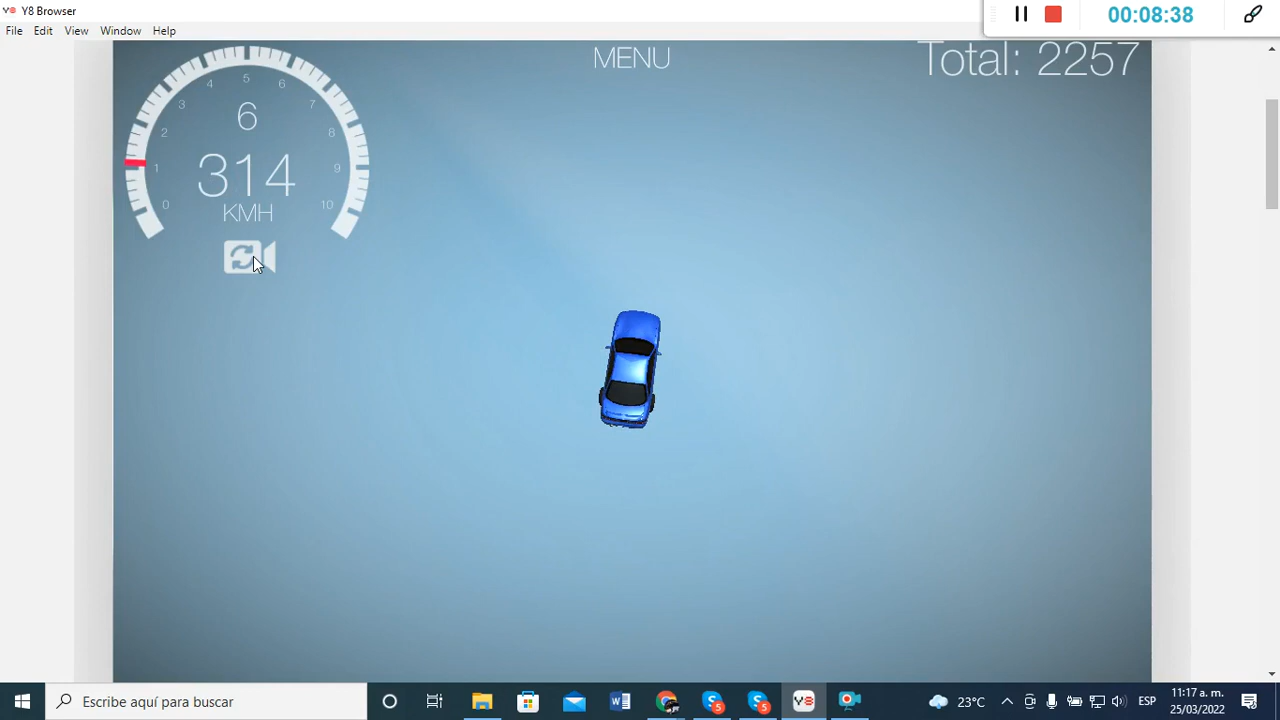 Y8 Browser
00:08:38
File Edit View Window Help
MENU
Total: 2257
0 1 2 3 4 5 6 7 8 9 10
6
314
KMH
Escribe aquí para buscar
S
S
Y8
W
23°C
ESP
11:17 a. m.
25/03/2022